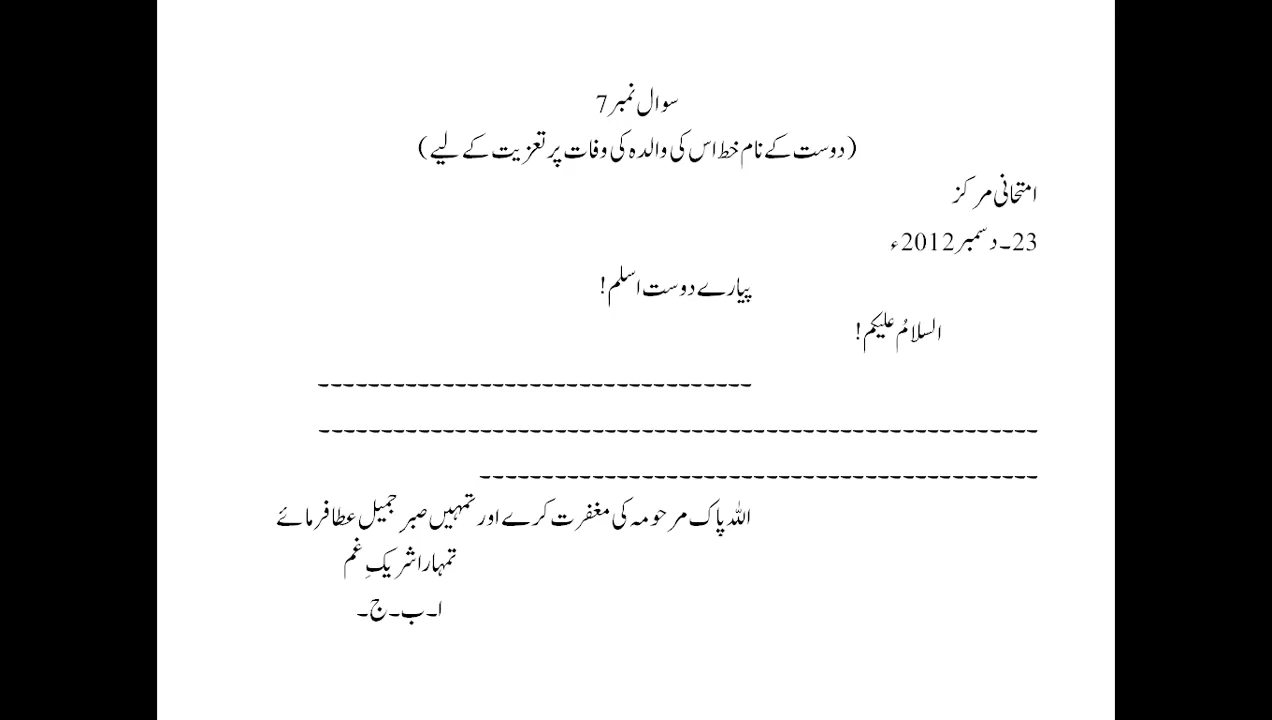 سوال نمبر 7
(دوست کے نام خط اس کی والدہ کی وفات پر تعزیت کے لیے)
امتحانی مرکز
23۔دسمبر 2012ء
پیارے دوست اسلم!
السلامُ علیکم!
-----------------------------------
----------------------------------------------------------
---------------------------------------------
اللہ پاک مرحومہ کی مغفرت کرے اور تمہیں صبر جمیل عطا فرمائے
تمہارا شریکِ غم
ا۔ب۔ج۔